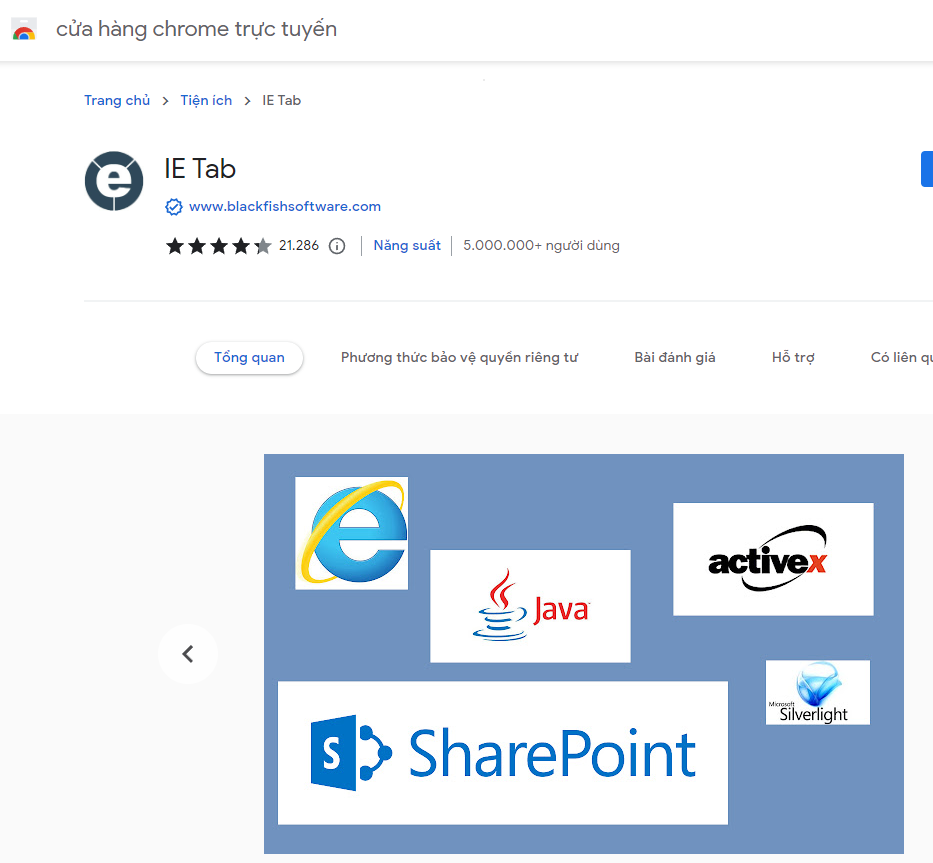 cửa hàng chrome trực tuyến
Trang chủ > Tiện ích > IE Tab
IE Tab
www.blackfishsoftware.com
21.286 Năng suất 5.000.000+ người dùng
Tổng quan Phương thức bảo vệ quyền riêng tư Bài đánh giá Hỗ trợ Có liên qu
activex
Java
Microsoft
Silverlight
S SharePoint